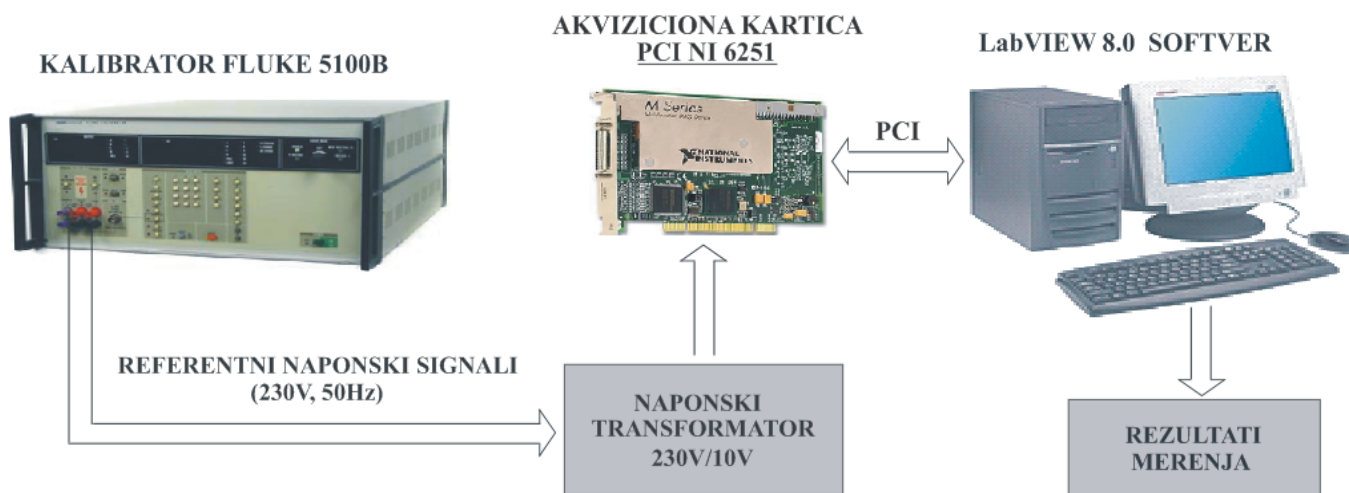 AKVIZICIONA KARTICA
PCI NI 6251
LabVIEW 8.0 SOFTVER
KALIBRATOR FLUKE 5100B
M Series
NATIONAL
INSTRUMENTS
PCI
REFERENTNI NAPONSKI SIGNALI
(230V, 50Hz)
NAPONSKI
TRANSFORMATOR
230V/10V
REZULTATI
MERENJA